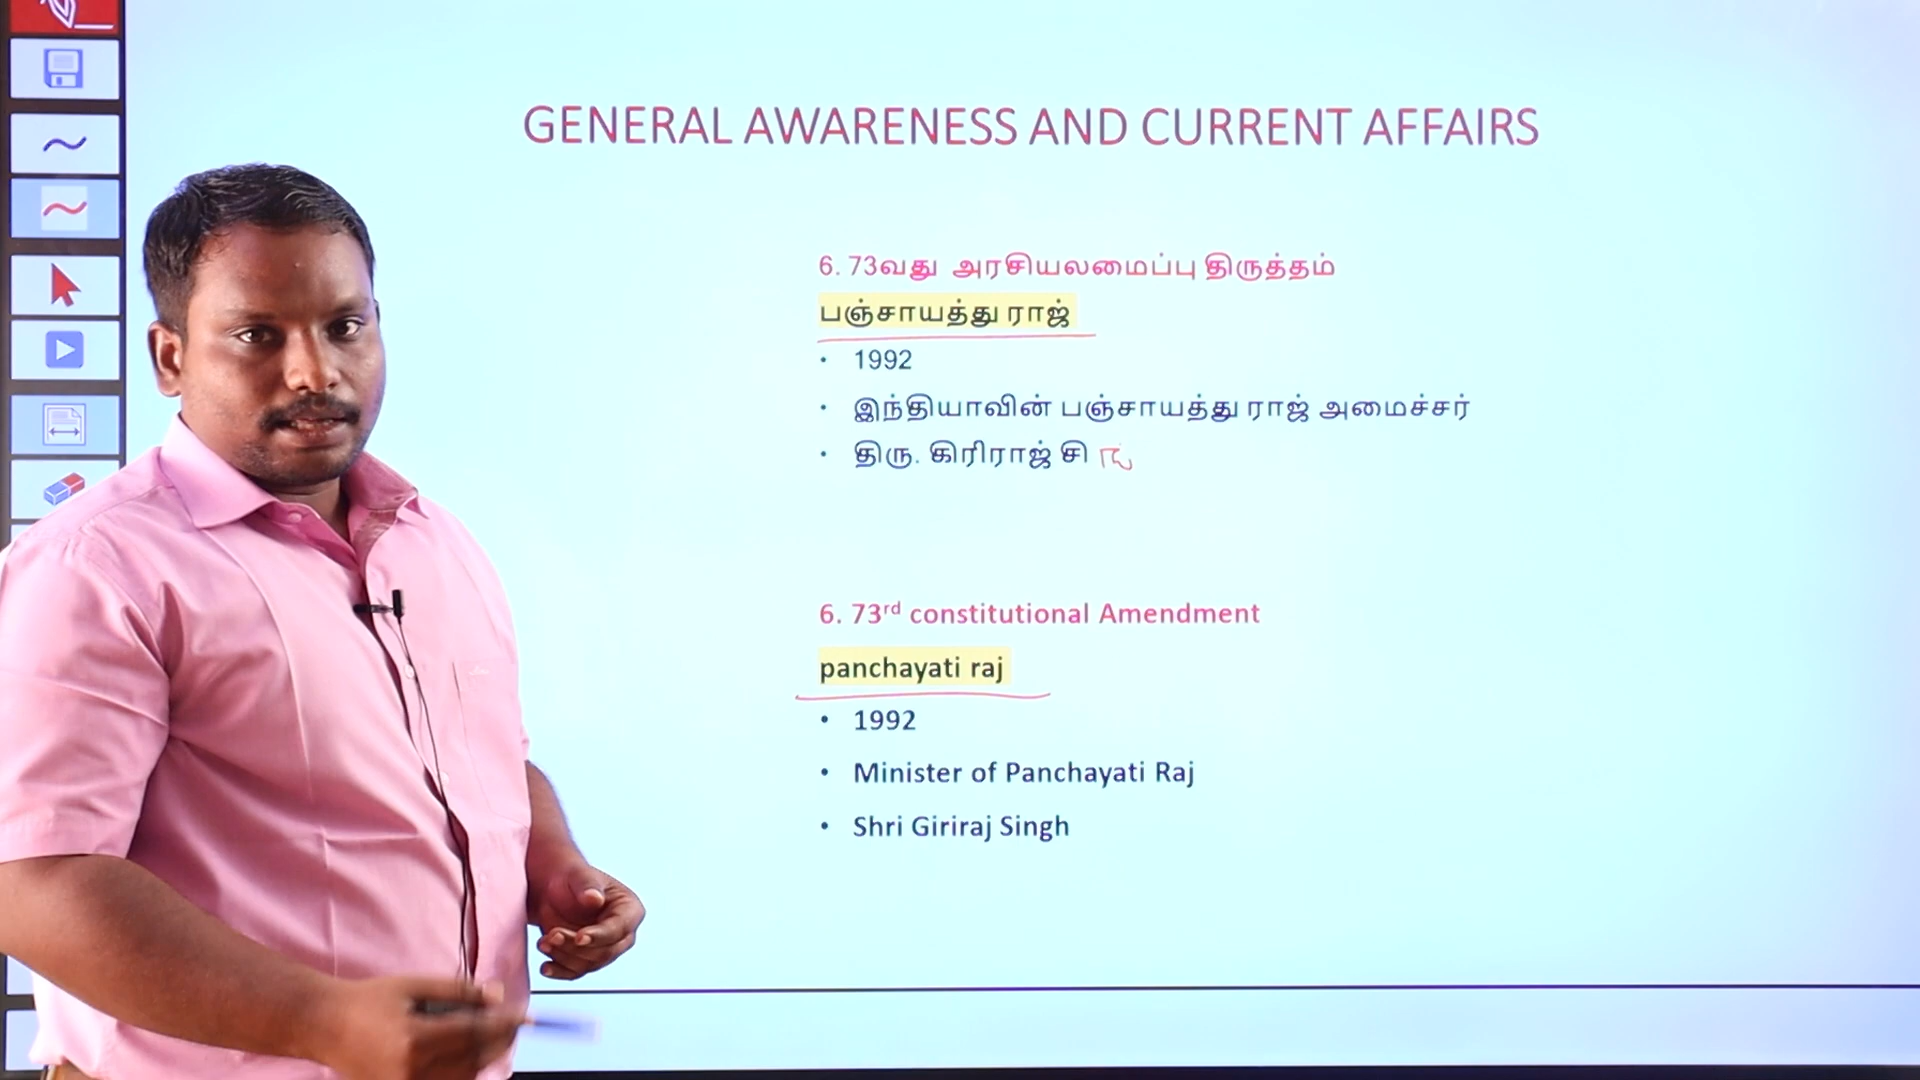 GENERAL AWARENESS AND CURRENT AFFAIRS
6. 73வது அரசியலமைப்பு திருத்தம்
பஞ்சாயத்து ராஜ்
• 1992
• இந்தியாவின் பஞ்சாயத்து ராஜ் அமைச்சர்
• திரு. கிரிராஜ் சி
6. 73rd constitutional Amendment
panchayati raj
• 1992
• Minister of Panchayati Raj
• Shri Giriraj Singh